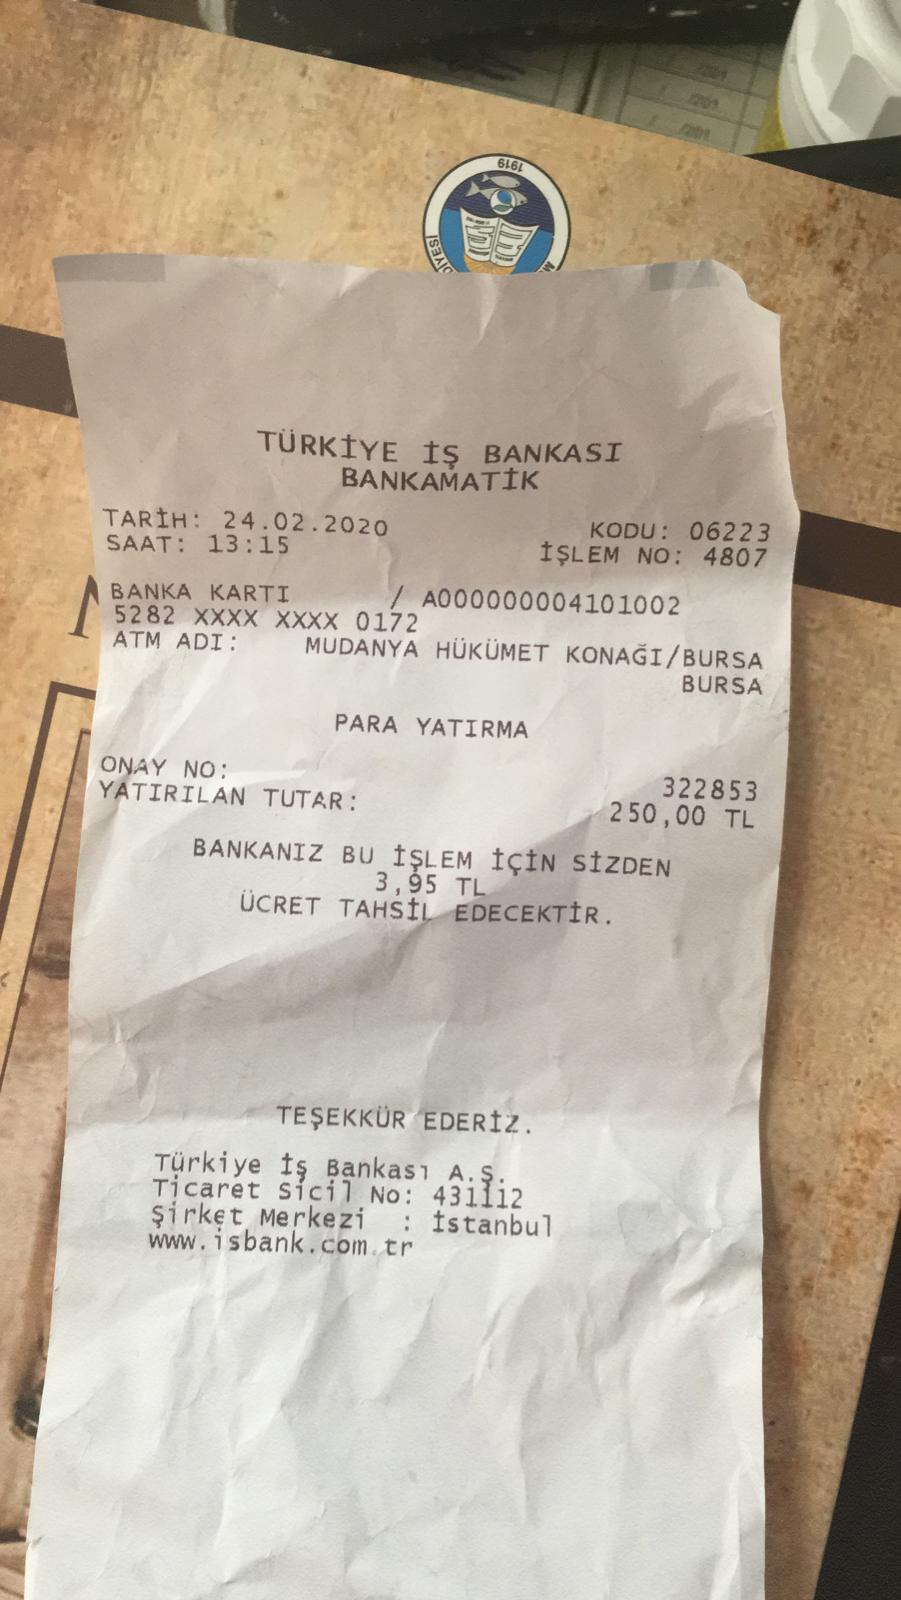 1919
TÜRKİYE İŞ BANKASI
BANKAMATİK
TARİH: 24.02.2020 KODU: 06223
SAAT: 13:15 İŞLEM NO: 4807
BANKA KARTI / A0000000041010​02
5282 XXXX XXXX 0172
ATM ADI: MUDANYA HÜKÜMET KONAĞI/BURSA
BURSA
PARA YATIRMA
ONAY NO: 322853
YATIRILAN TUTAR: 250,00 TL
BANKANIZ BU İŞLEM İÇİN SİZDEN
3,95 TL
ÜCRET TAHSİL EDECEKTİR.
TEŞEKKÜR EDERİZ.
Türkiye İş Bankası A.Ş.
Ticaret Sicil No: 431112
Şirket Merkezi : İstanbul
www.isbank.com.tr